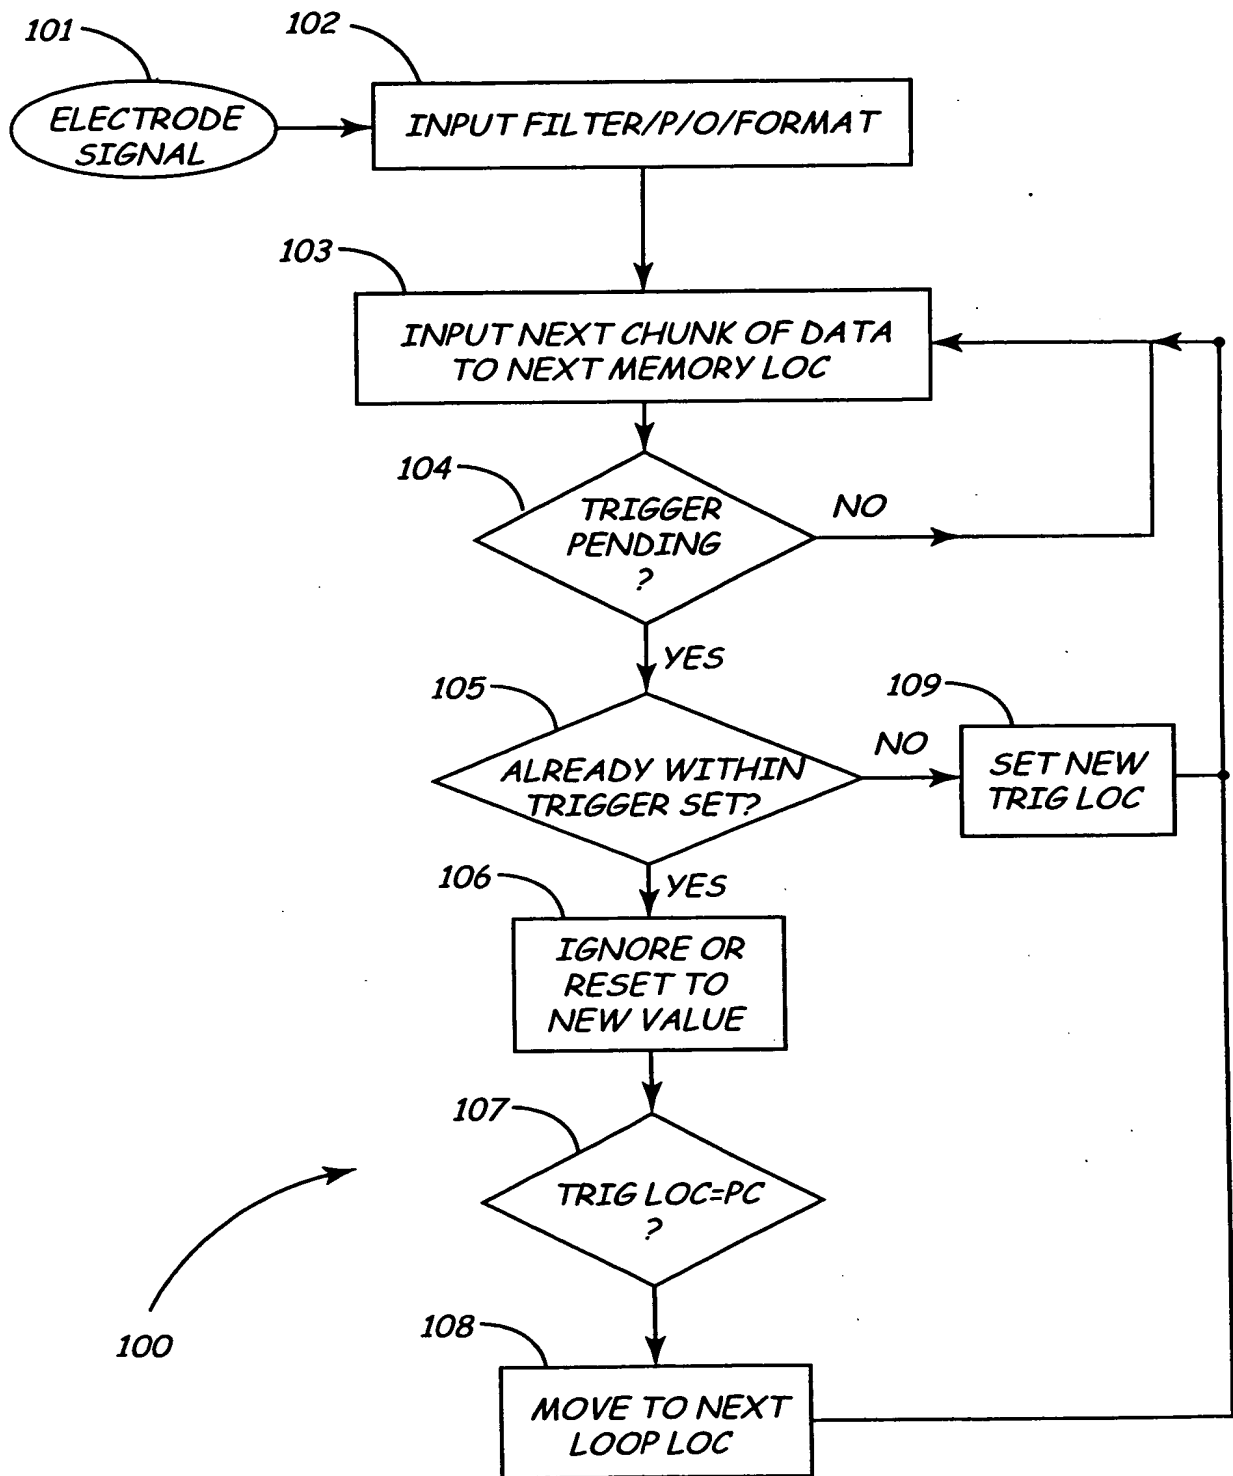 101
ELECTRODE
SIGNAL
102
INPUT FILTER/P/O/FORMAT
103
INPUT NEXT CHUNK OF DATA
TO NEXT MEMORY LOC
104
TRIGGER
PENDING
?
NO
YES
105
ALREADY WITHIN
TRIGGER SET?
NO
109
SET NEW
TRIG LOC
YES
106
IGNORE OR
RESET TO
NEW VALUE
107
TRIG LOC=PC
?
100
108
MOVE TO NEXT
LOOP LOC